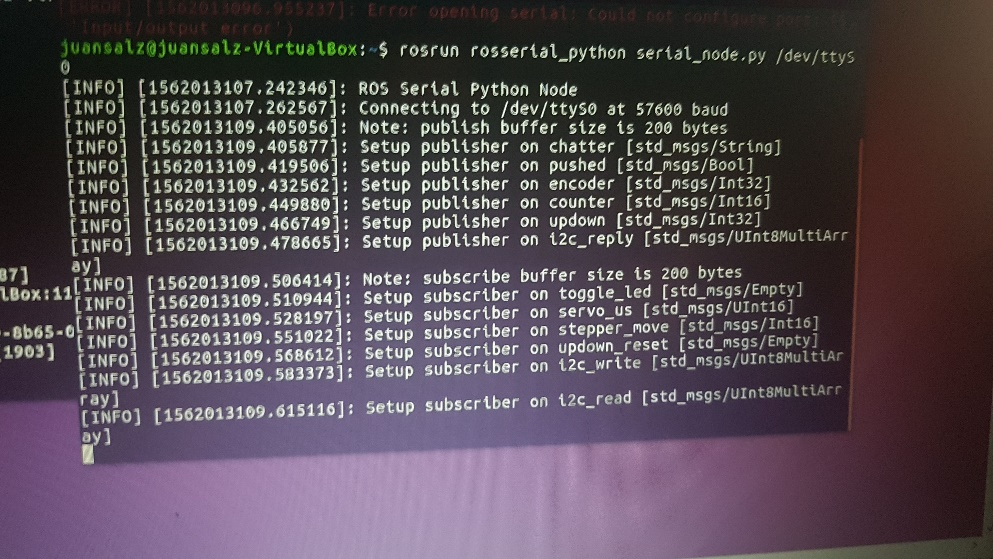 [ERROR] [1562013096.955237]: Error opening serial: Could not configure port: (5,
'Input/output error')
juansalz@juansalz-VirtualBox:~$ rosrun rosserial_python serial_node.py /dev/ttyS
0
[INFO] [1562013107.242346]: ROS Serial Python Node
[INFO] [1562013107.262567]: Connecting to /dev/ttyS0 at 57600 baud
[INFO] [1562013109.405056]: Note: publish buffer size is 200 bytes
[INFO] [1562013109.405877]: Setup publisher on chatter [std_msgs/String]
[INFO] [1562013109.419506]: Setup publisher on pushed [std_msgs/Bool]
[INFO] [1562013109.432562]: Setup publisher on encoder [std_msgs/Int32]
[INFO] [1562013109.449880]: Setup publisher on counter [std_msgs/Int16]
[INFO] [1562013109.466749]: Setup publisher on updown [std_msgs/Int32]
[INFO] [1562013109.478665]: Setup publisher on i2c_reply [std_msgs/UInt8MultiArr
ay]
[INFO] [1562013109.506414]: Note: subscribe buffer size is 200 bytes
[INFO] [1562013109.510944]: Setup subscriber on toggle_led [std_msgs/Empty]
[INFO] [1562013109.528197]: Setup subscriber on servo_us [std_msgs/UInt16]
[INFO] [1562013109.551022]: Setup subscriber on stepper_move [std_msgs/Int16]
[INFO] [1562013109.568612]: Setup subscriber on updown_reset [std_msgs/Empty]
[INFO] [1562013109.583373]: Setup subscriber on i2c_write [std_msgs/UInt8MultiAr
ray]
[INFO] [1562013109.615116]: Setup subscriber on i2c_read [std_msgs/UInt8MultiArr
ay]
87]
lBox:11
-8b65-0
1903]